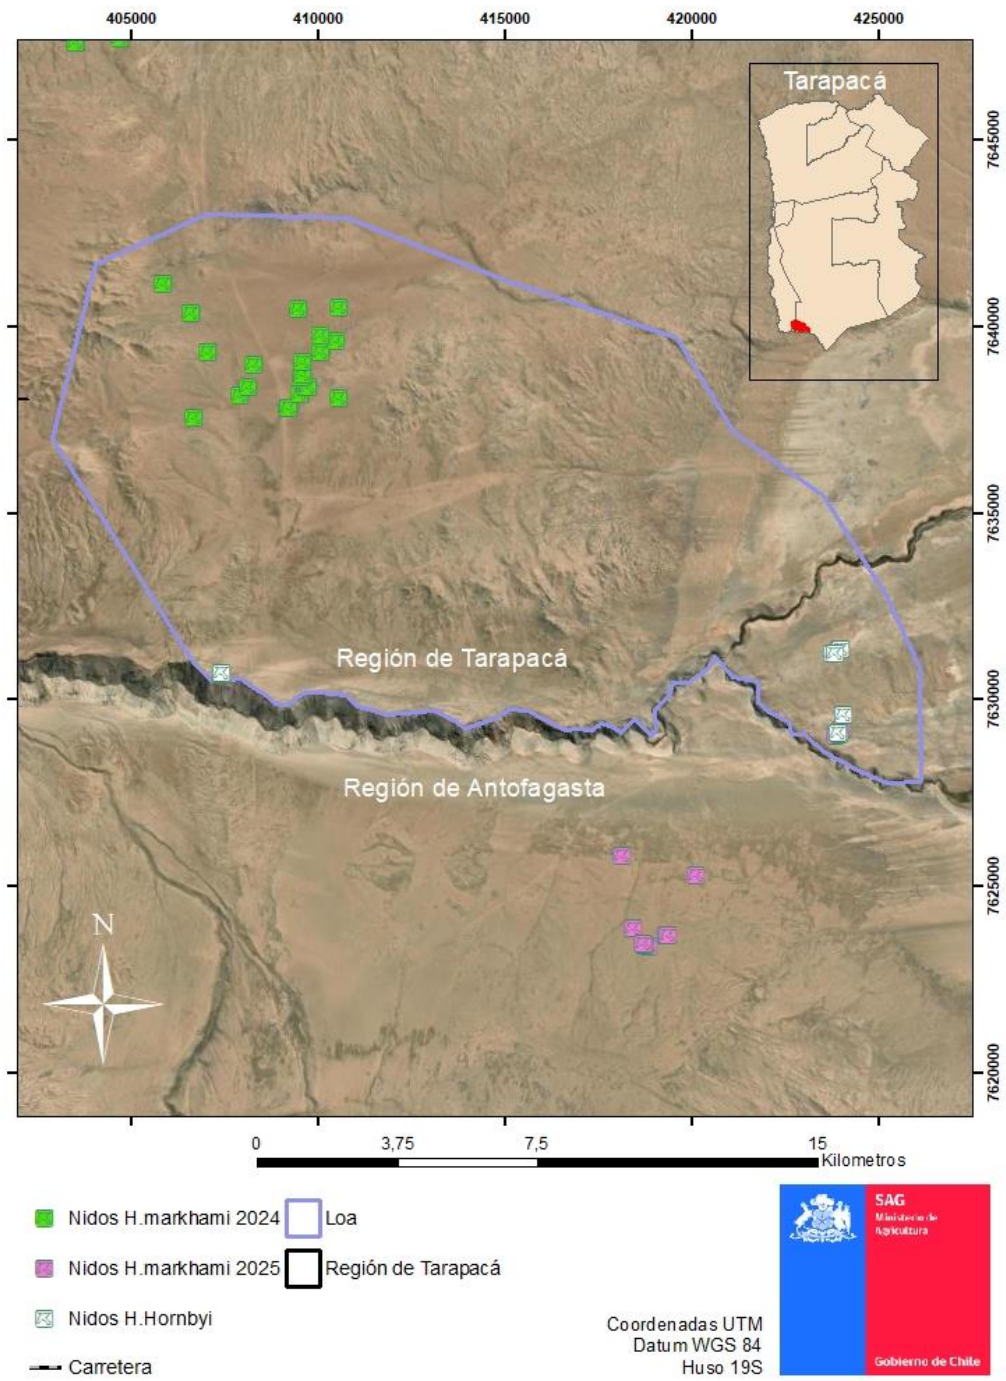 405000 410000 415000 420000 425000
Tarapacá
7645000
7640000
7635000
7630000
7625000
7620000
Región de Tarapacá
Región de Antofagasta
N
0 3,75 7,5 15
Kilometros
Nidos H.markhami 2024
Loa
Nidos H.markhami 2025
Región de Tarapacá
Nidos H.Hornbyi
Carretera
Coordenadas UTM
Datum WGS 84
Huso 19S
SAG
Ministerio de
Agricultura
Gobierno de Chile